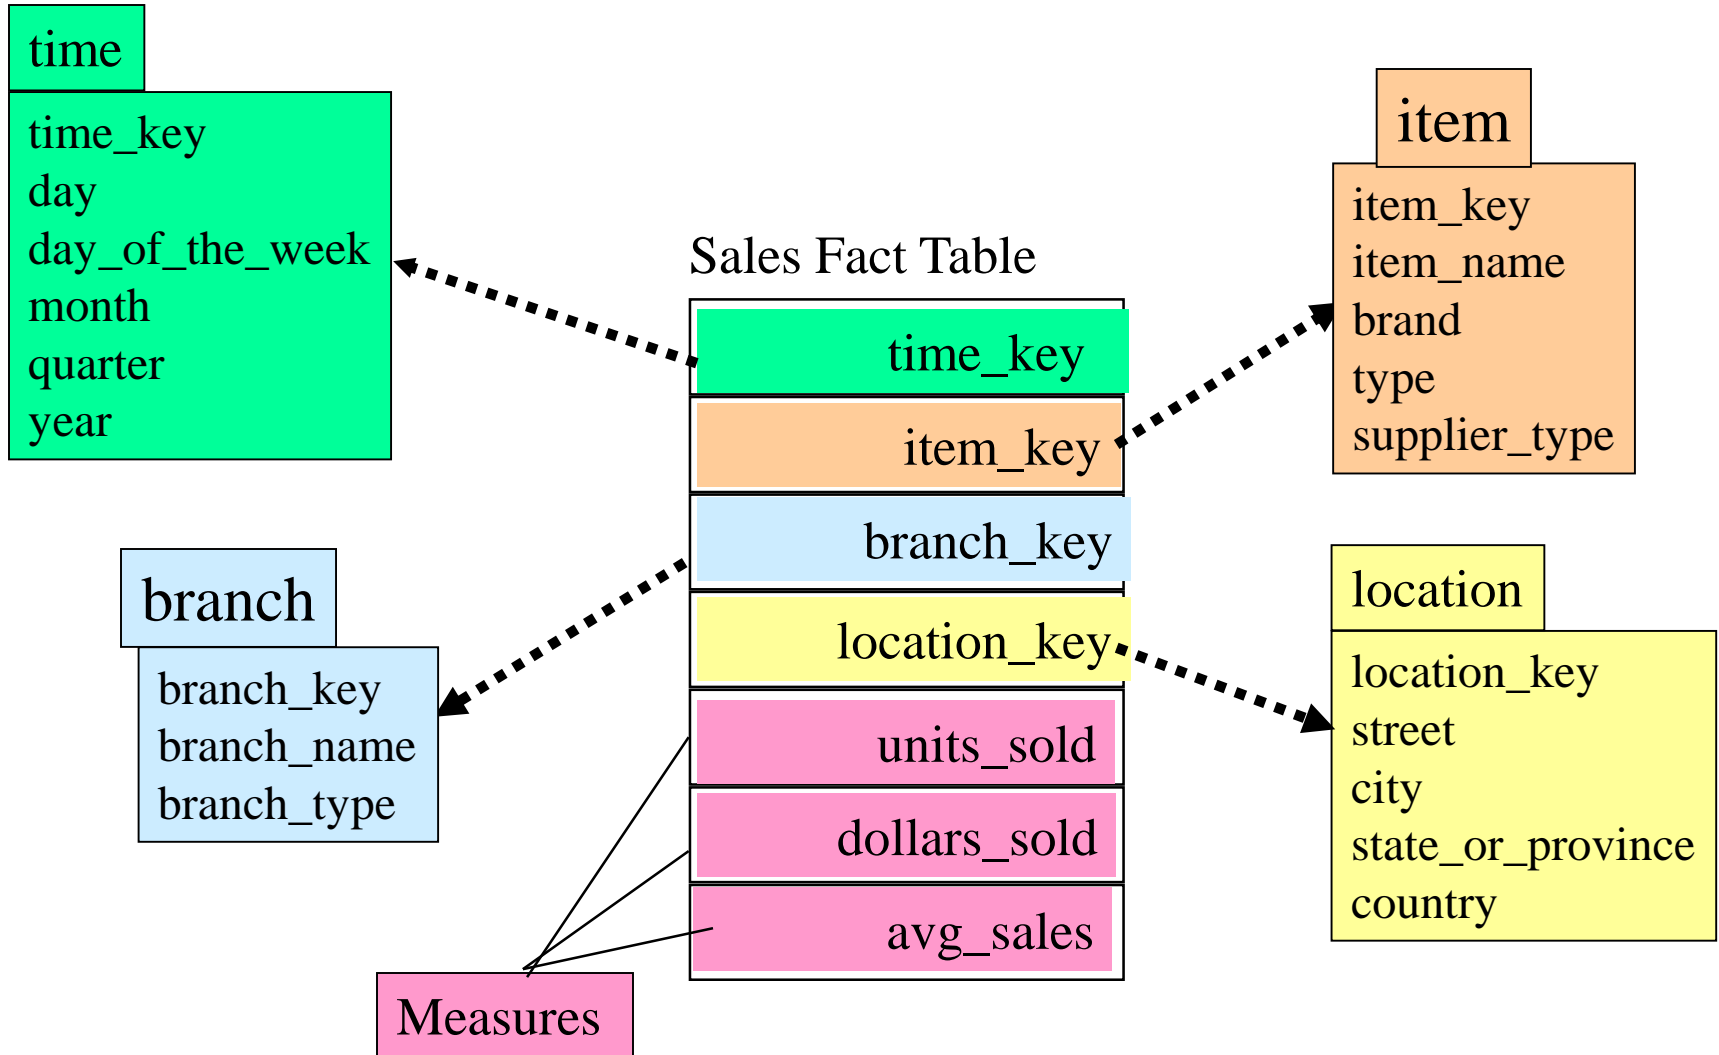 time
time_key
day
day_of_the_week
month
quarter
year
item
item_key
item_name
brand
type
supplier_type
Sales Fact Table
time_key
item_key
branch_key
location_key
units_sold
dollars_sold
avg_sales
branch
branch_key
branch_name
branch_type
location
location_key
street
city
state_or_province
country
Measures